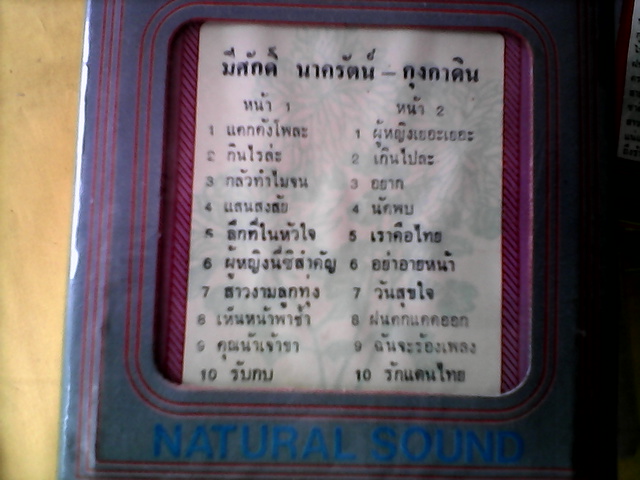 มีศักดิ์ นาครัตน์ – กุงกาดิน
หน้า 1
1 แตกดังโพละ
2 กินไรล่ะ
3 กลัวทำไมจน
4 แสนสงสัย
5 ลึกที่ในหัวใจ
6 ผู้หญิงนี่ซิสำคัญ
7 สาวงามลูกทุ่ง
8 เห็นหน้าพ่าช้ำ
9 คุณน้าเจ้าขา
10 รับกบ
หน้า 2
1 ผู้หญิงเยอะเยอะ
2 เกินไปละ
3 อยาก
4 นัดพบ
5 เราคือไทย
6 อย่าอายหน้า
7 วันสุขใจ
8 ฝนตกแดดออก
9 ฉันจะร้องเพลง
10 รักแดนไทย
NATURAL SOUND